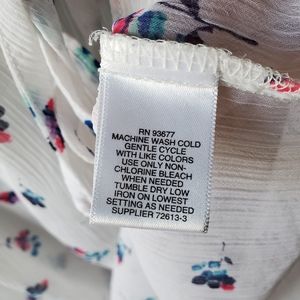 RN 93677
MACHINE WASH COLD
GENTLE CYCLE
WITH LIKE COLORS
USE ONLY NON-
CHLORINE BLEACH
WHEN NEEDED
TUMBLE DRY LOW
IRON ON LOWEST
SETTING AS NEEDED
SUPPLIER 72613-3